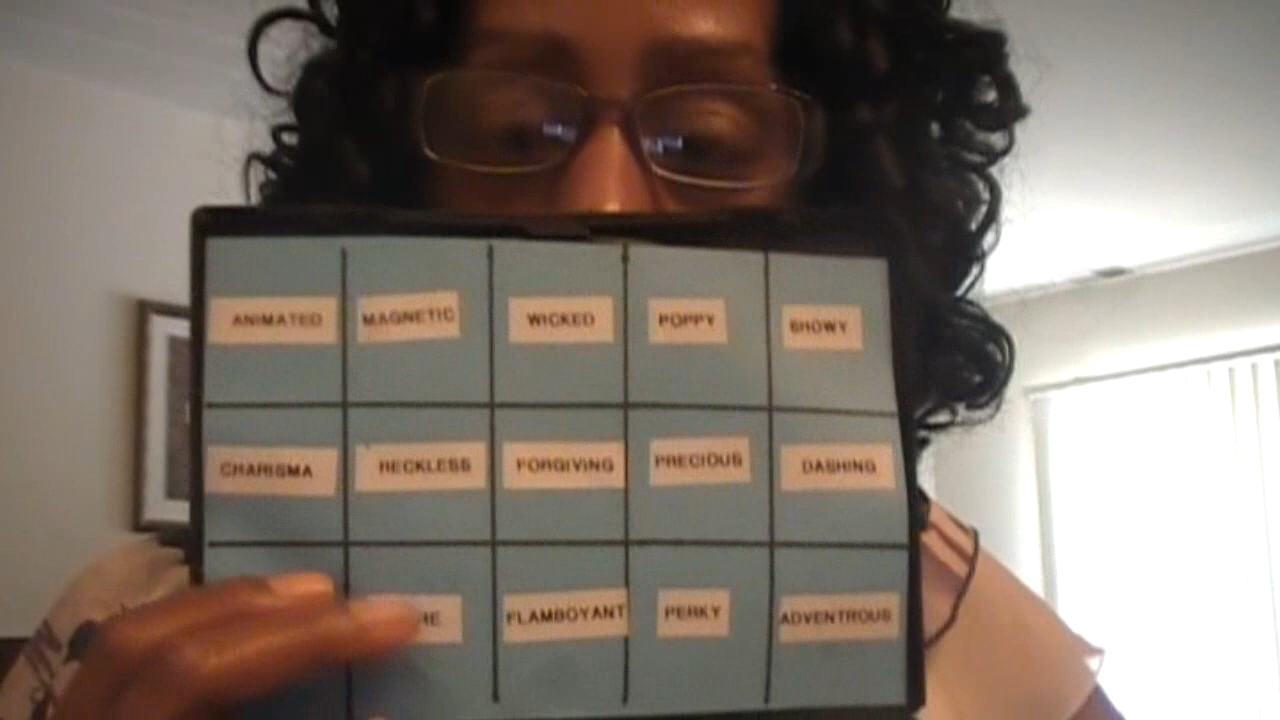 ANIMATED MAGNETIC WICKED POPPY SHOWY
CHARISMA RECKLESS FORGIVING PRECIOUS DASHING
FLAMBOYANT PERKY ADVENTROUS